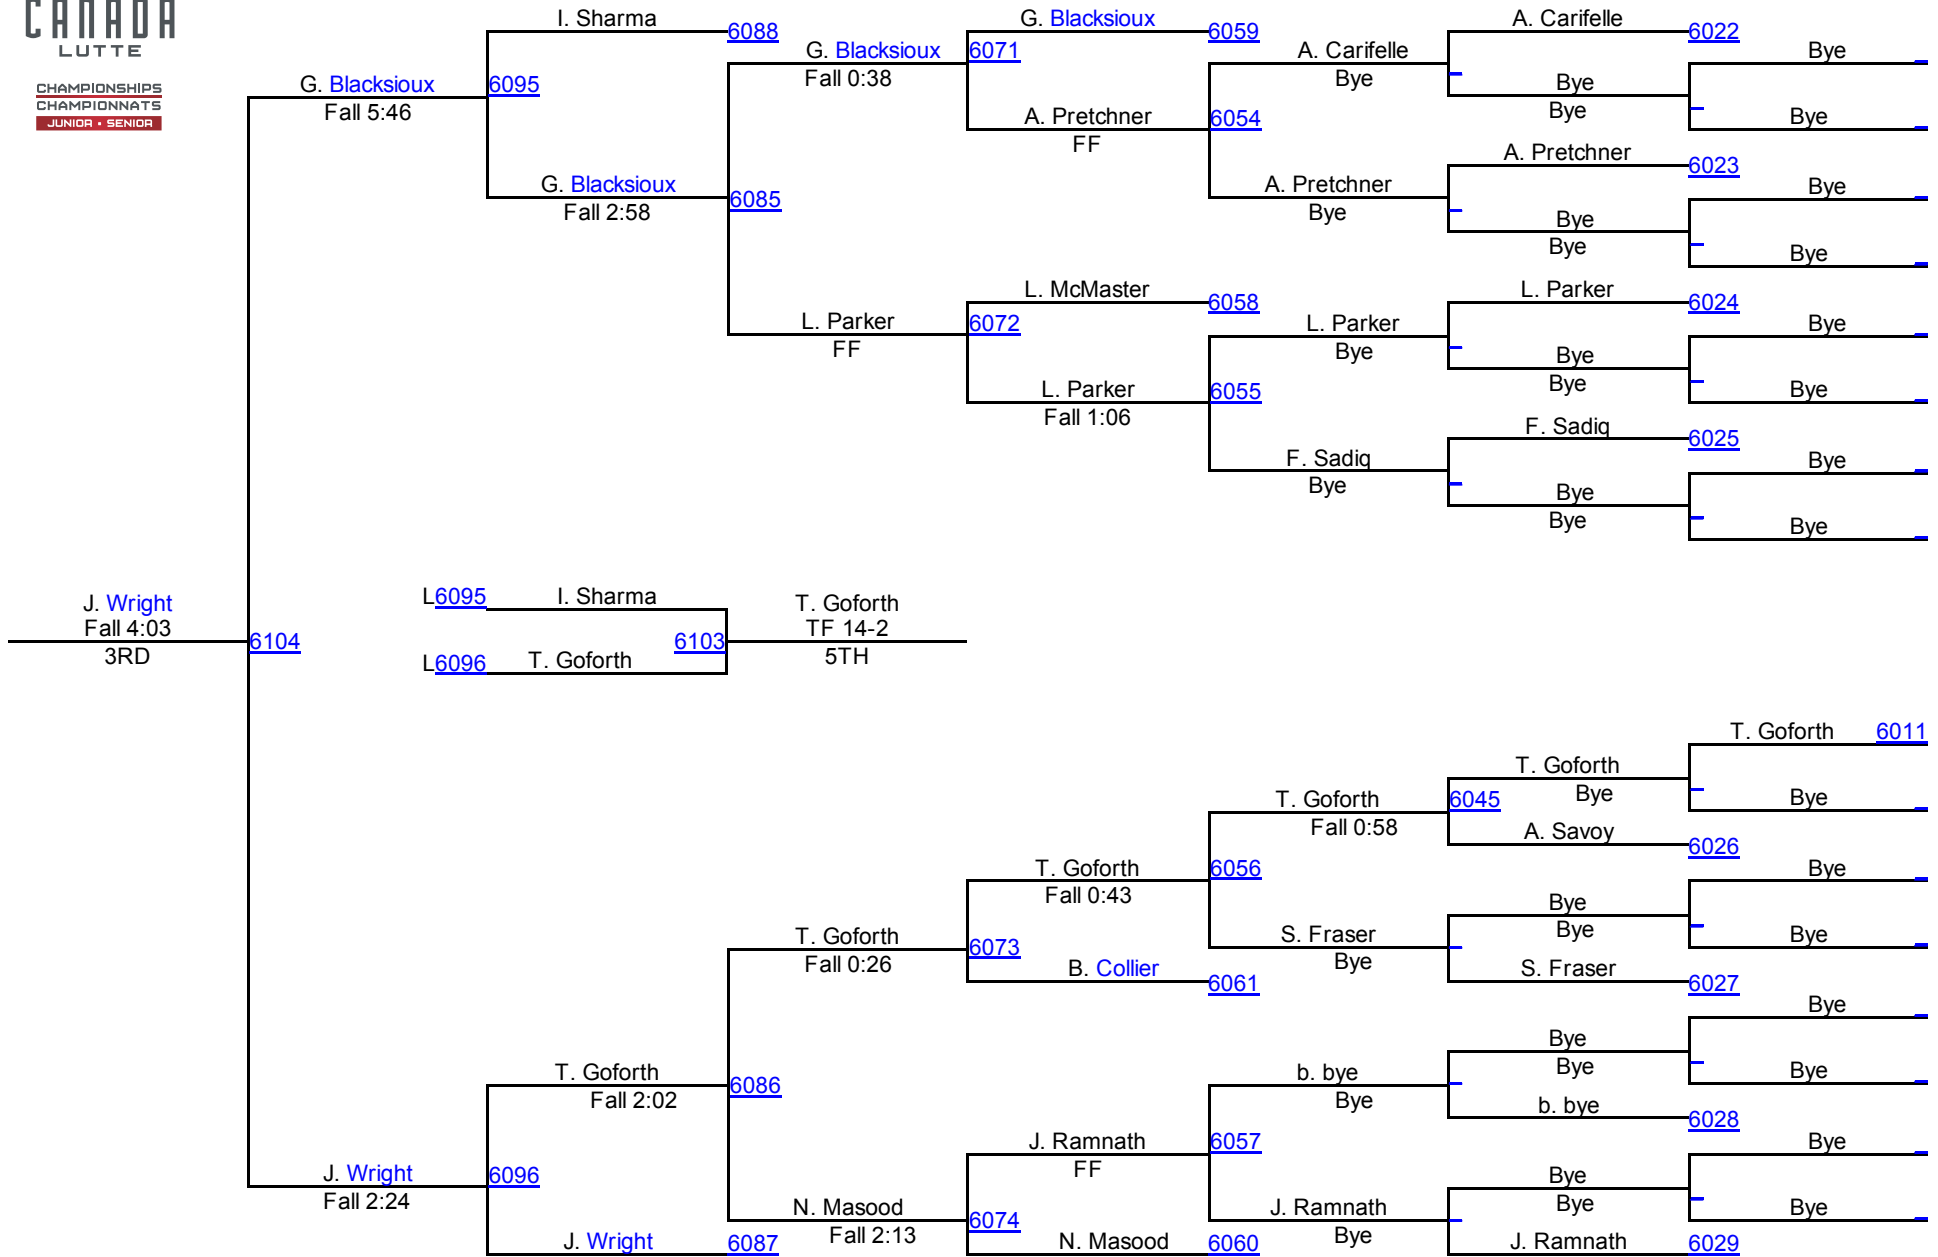 CANADA
LUTTE
CHAMPIONSHIPS
CHAMPIONNATS
JUNIOR • SENIOR
I. Sharma
6088
G. Blacksioux
6059
A. Carifelle
6022
Bye
G. Blacksioux
Fall 0:38
6071
A. Carifelle
Bye
Bye
Bye
G. Blacksioux
Fall 5:46
6095
A. Pretchner
FF
6054
Bye
A. Pretchner
6023
G. Blacksioux
Fall 2:58
6085
A. Pretchner
Bye
Bye
Bye
Bye
Bye
L. McMaster
6058
L. Parker
6024
L. Parker
FF
6072
L. Parker
Bye
Bye
Bye
Bye
L. Parker
Fall 1:06
6055
Bye
F. Sadiq
6025
F. Sadiq
Bye
Bye
Bye
Bye
Bye
J. Wright
Fall 4:03
3RD
6104
L6095
I. Sharma
L6096
T. Goforth
6103
T. Goforth
TF 14-2
5TH
T. Goforth
6011
T. Goforth
Bye
Bye
T. Goforth
Fall 0:58
6045
A. Savoy
6026
T. Goforth
Fall 0:43
6056
Bye
Bye
Bye
Bye
T. Goforth
Fall 0:26
6073
S. Fraser
Bye
B. Collier
6061
S. Fraser
6027
Bye
T. Goforth
Fall 2:02
6086
b. bye
Bye
Bye
Bye
Bye
b. bye
6028
J. Ramnath
FF
6057
Bye
J. Wright
Fall 2:24
6096
Bye
Bye
Bye
N. Masood
Fall 2:13
6074
J. Ramnath
Bye
J. Wright
6087
N. Masood
6060
J. Ramnath
6029